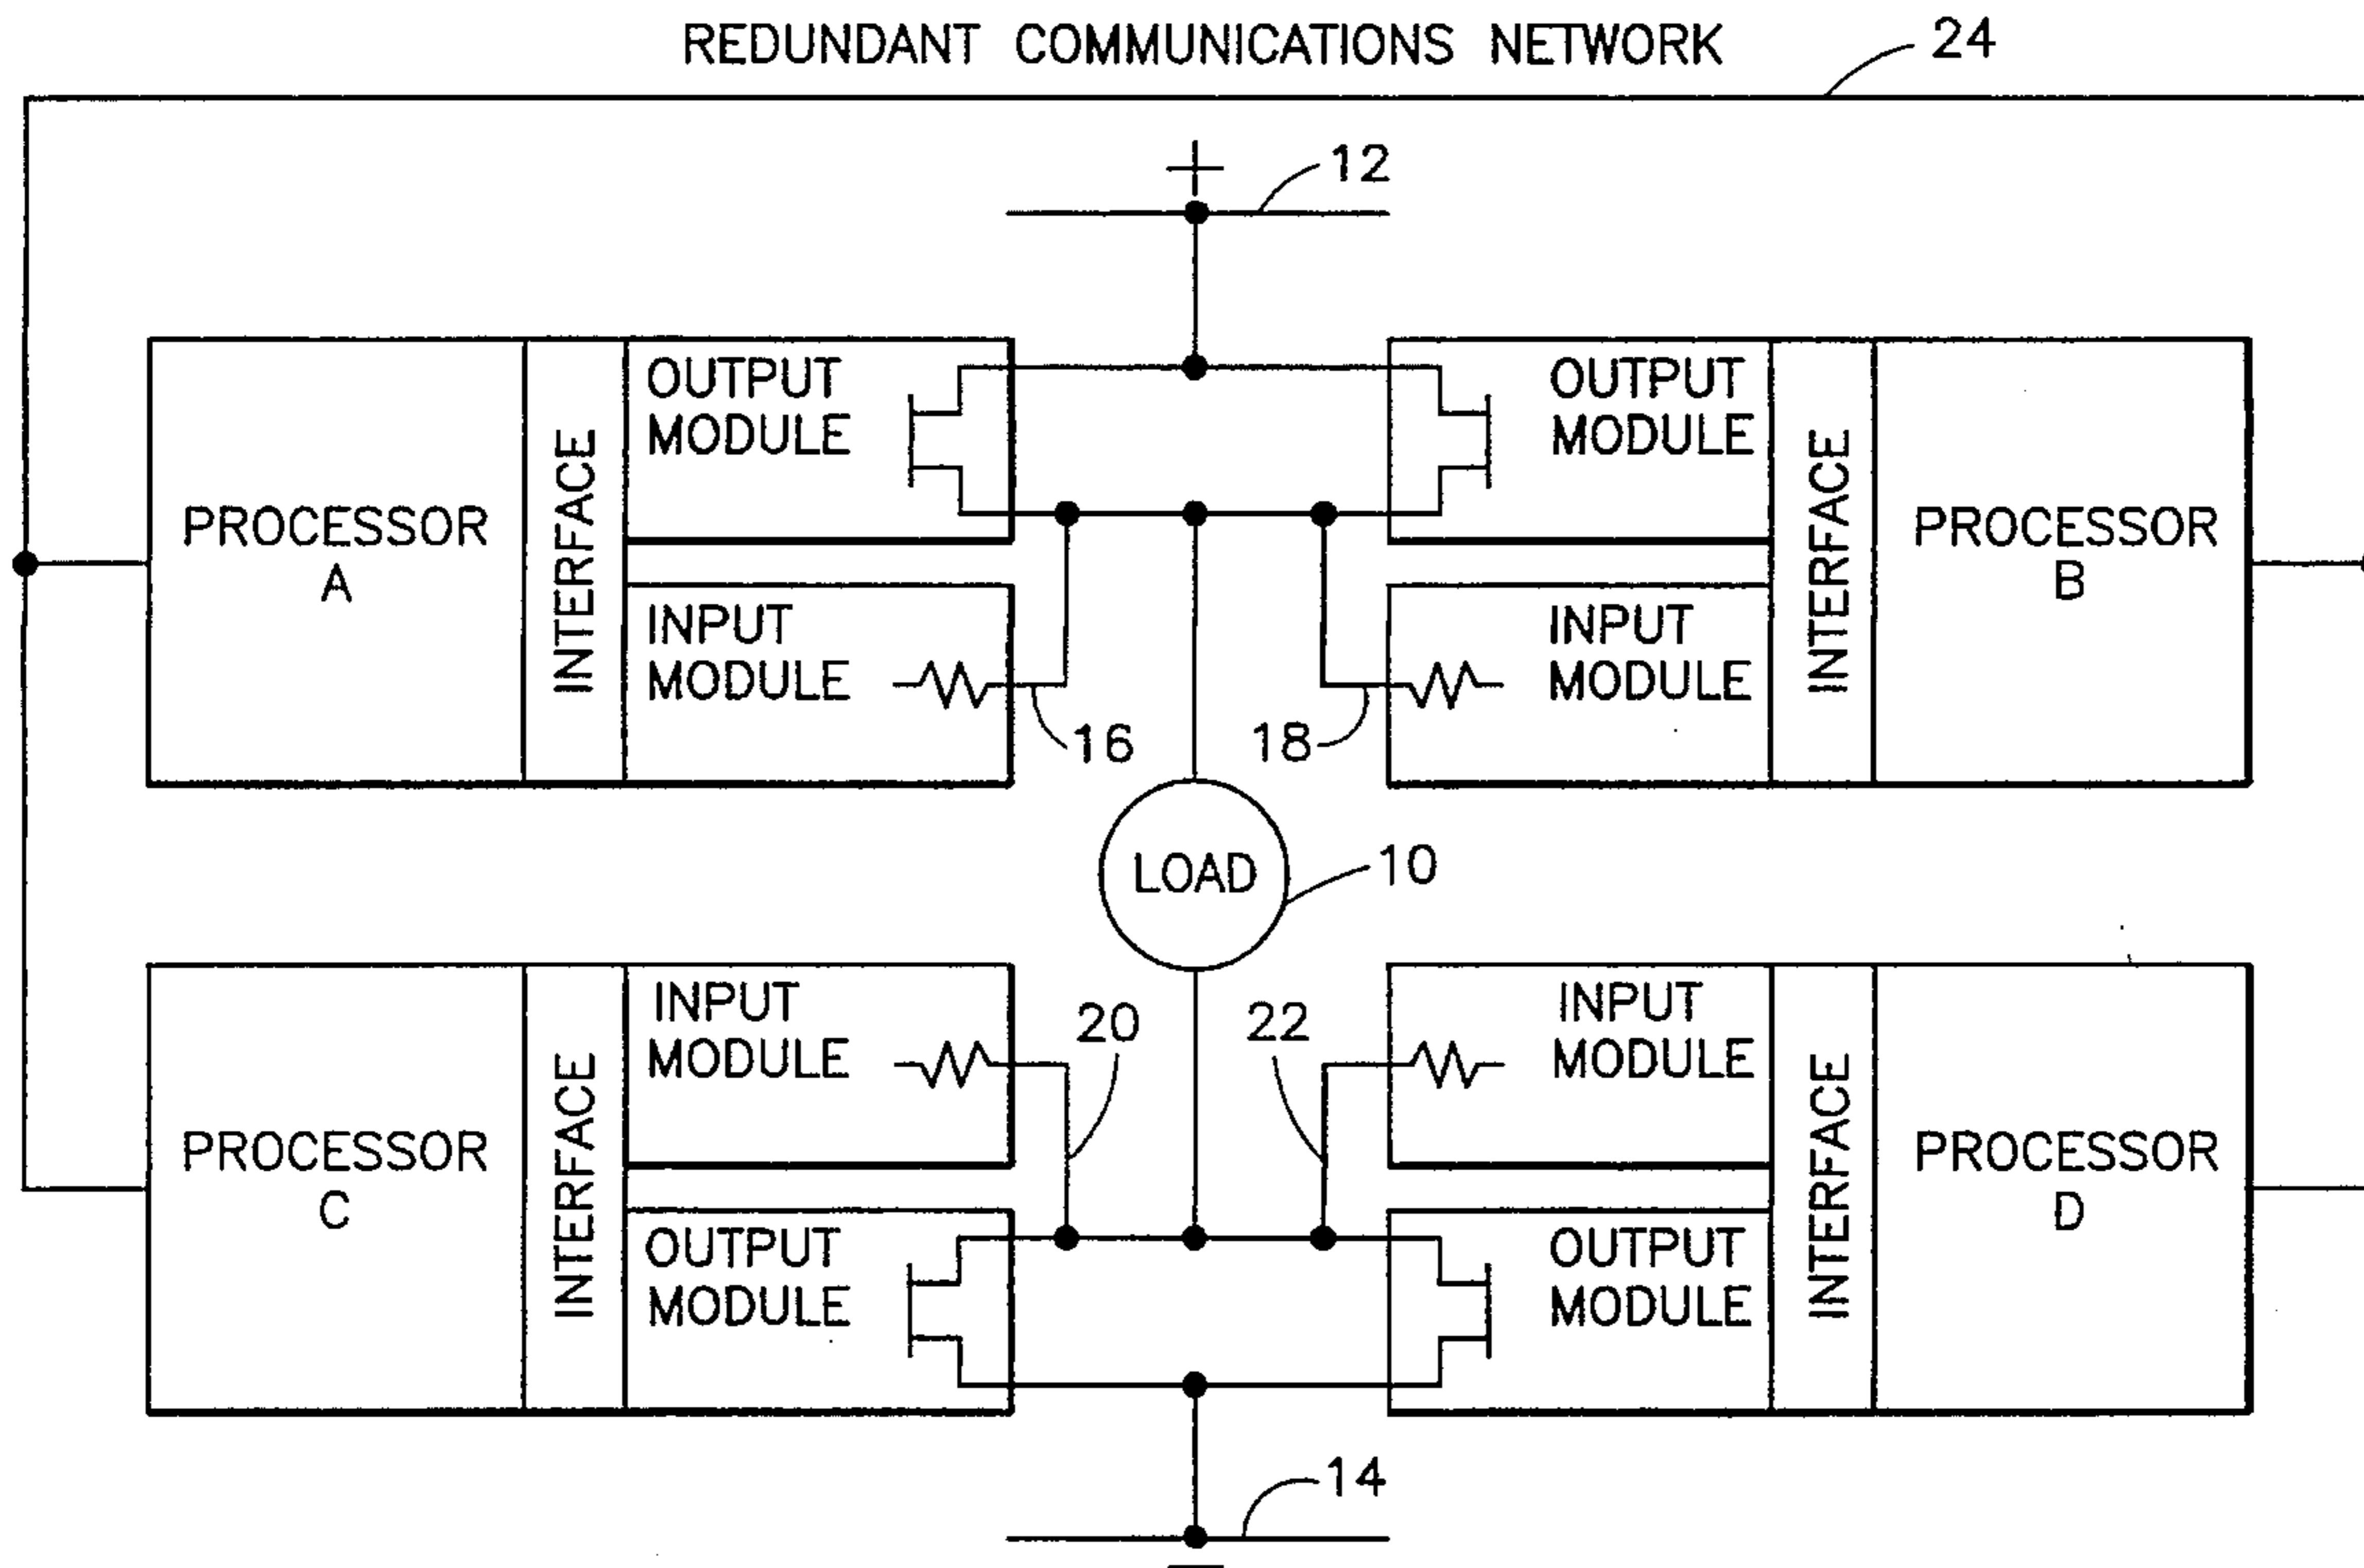 REDUNDANT COMMUNICATIONS NETWORK
24
+
12
OUTPUT
MODULE
INTERFACE
PROCESSOR
A
INPUT
MODULE
16
OUTPUT
MODULE
INTERFACE
PROCESSOR
B
INPUT
MODULE
18
LOAD
10
INPUT
MODULE
20
INTERFACE
PROCESSOR
C
OUTPUT
MODULE
22
INPUT
MODULE
INTERFACE
PROCESSOR
D
OUTPUT
MODULE
14